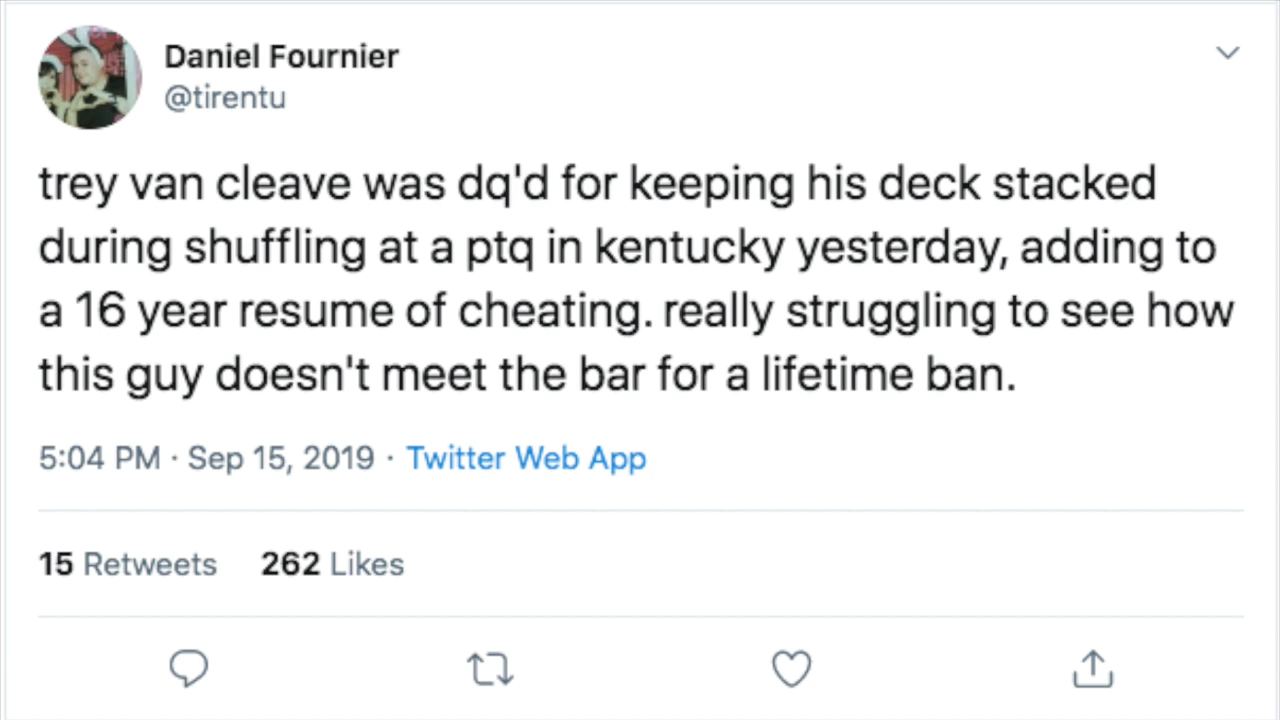 Daniel Fournier
@tirentu
trey van cleave was dq'd for keeping his deck stacked
during shuffling at a ptq in kentucky yesterday, adding to
a 16 year resume of cheating. really struggling to see how
this guy doesn't meet the bar for a lifetime ban.
5:04 PM · Sep 15, 2019 · Twitter Web App
15 Retweets 262 Likes